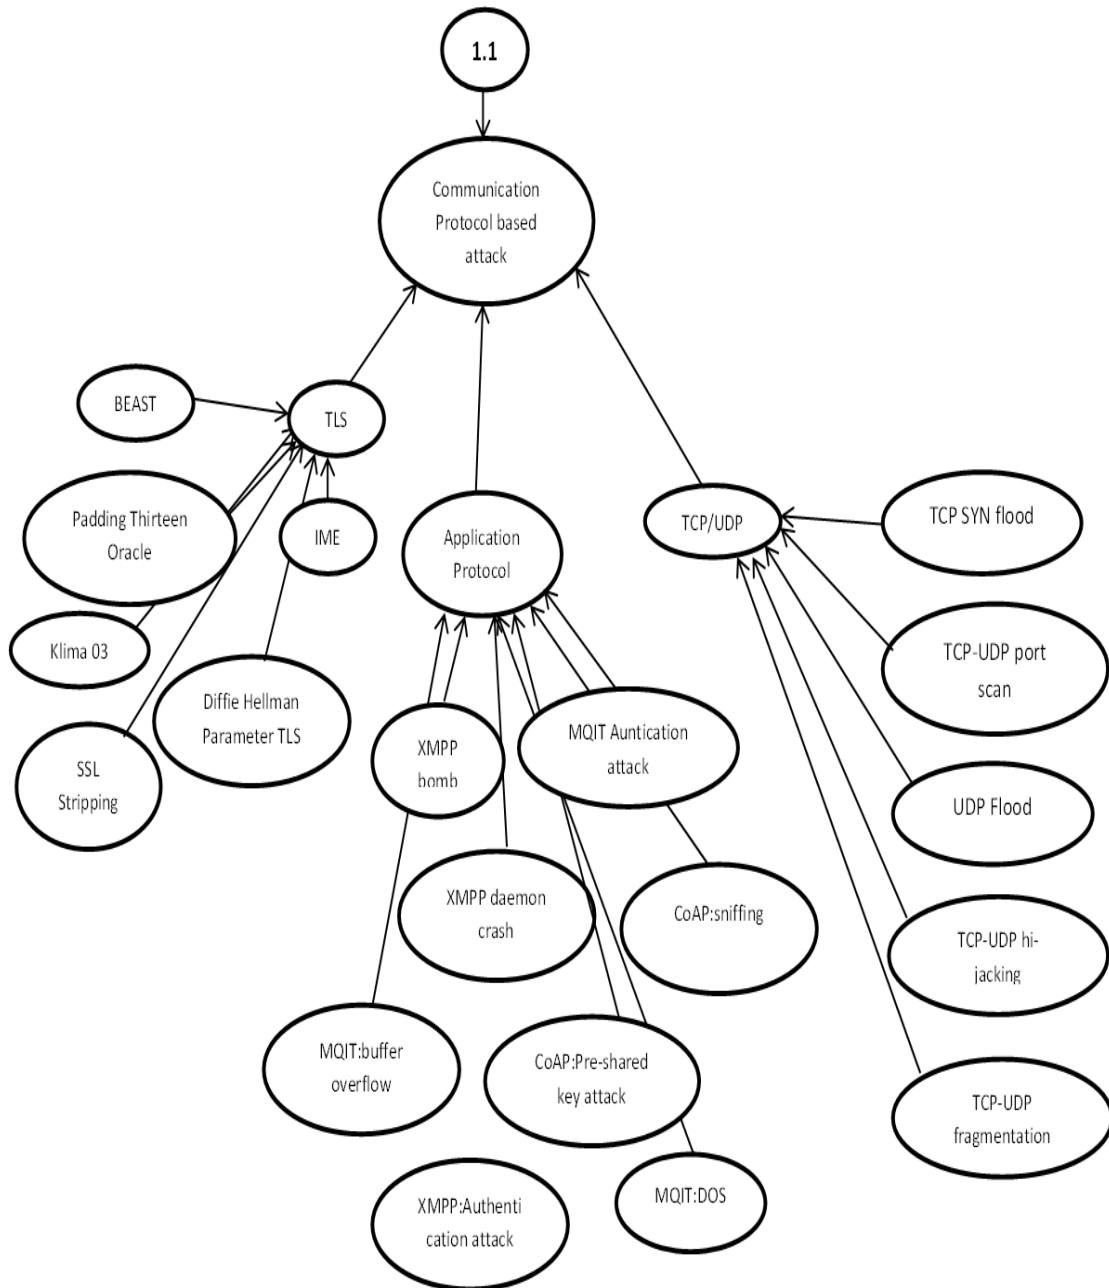 1.1
Communication
Protocol based
attack
BEAST
TLS
Padding Thirteen
Oracle
IME
Application
Protocol
TCP/UDP
TCP SYN flood
Klima 03
Diffie Hellman
Parameter TLS
TCP-UDP port
scan
SSL
Stripping
XMPP
bomb
MQIT Auntication
attack
UDP Flood
XMPP daemon
crash
CoAP:sniffing
TCP-UDP hi-
jacking
MQIT:buffer
overflow
CoAP:Pre-shared
key attack
TCP-UDP
fragmentation
XMPP:Authenti
cation attack
MQIT:DOS